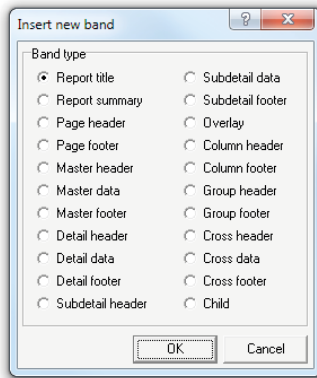 Insert new band
?
Band type
Report title
Report summary
Page header
Page footer
Master header
Master data
Master footer
Detail header
Detail data
Detail footer
Subdetail header
Subdetail data
Subdetail footer
Overlay
Column header
Column footer
Group header
Group footer
Cross header
Cross data
Cross footer
Child
OK
Cancel